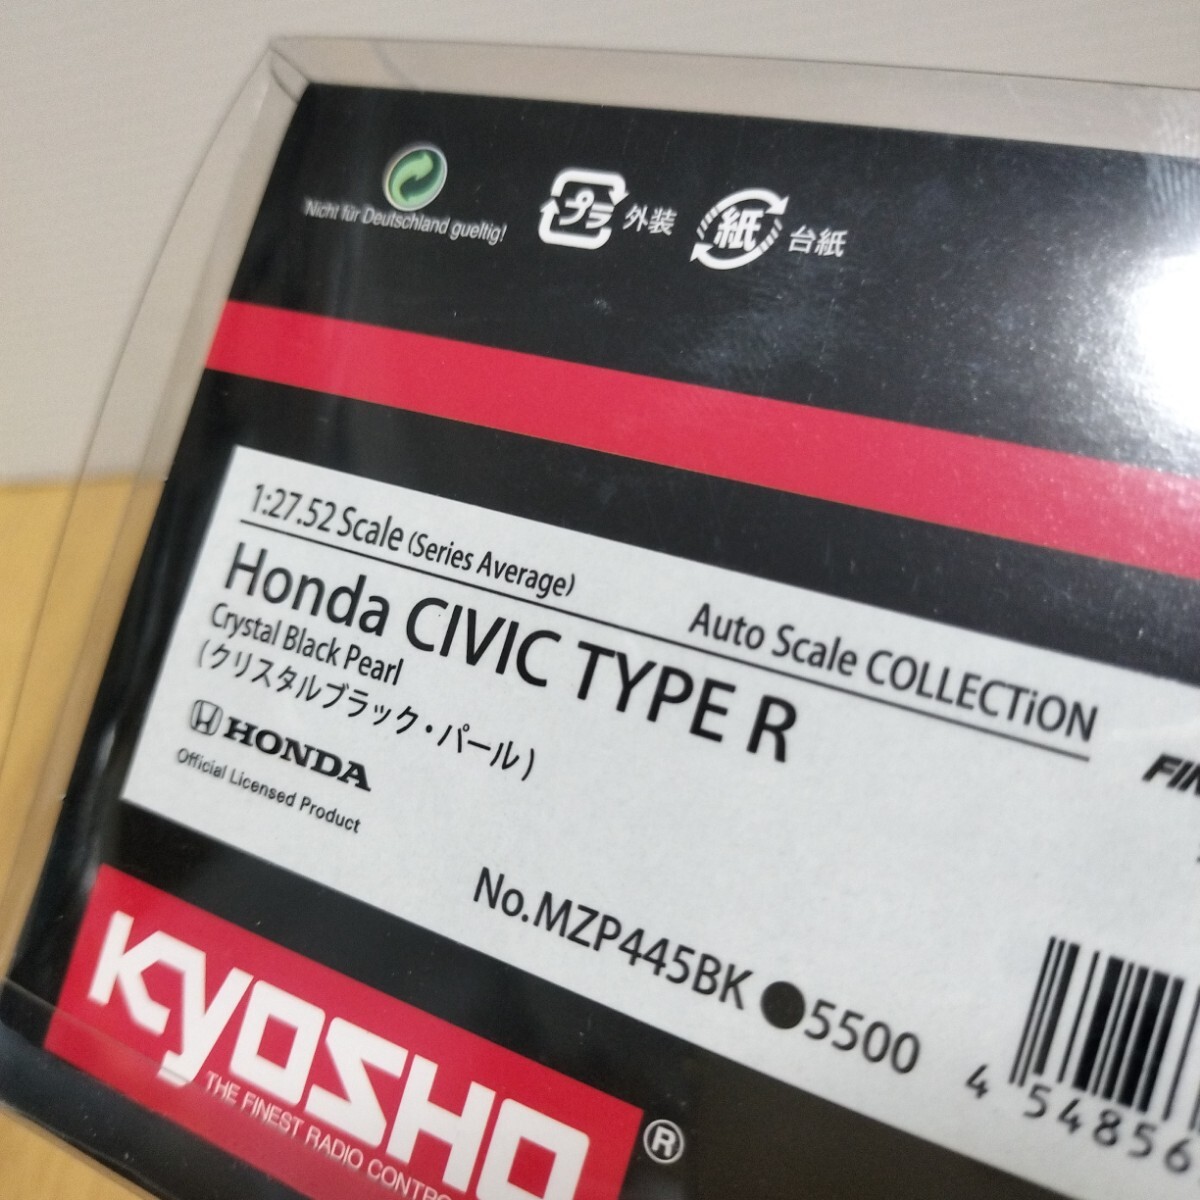 Nicht für Deutschland gueltig!
プラ 外装
紙 台紙
1:27.52 Scale (Series Average)
Auto Scale COLLECTiON
Honda CIVIC TYPE R
Crystal Black Pearl
(クリスタルブラック・パール)
HONDA
Official Licensed Product
No.MZP445BK ●5500
4 54856
KYOSHO ®
THE FINEST RADIO